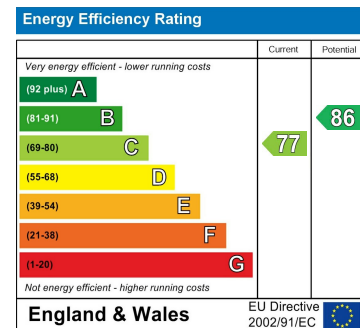 Energy Efficiency Rating
Current Potential
Very energy efficient - lower running costs
(92 plus) A
(81-91) B 86
(69-80) C 77
(55-68) D
(39-54) E
(21-38) F
(1-20) G
Not energy efficient - higher running costs
England & Wales
EU Directive
2002/91/EC